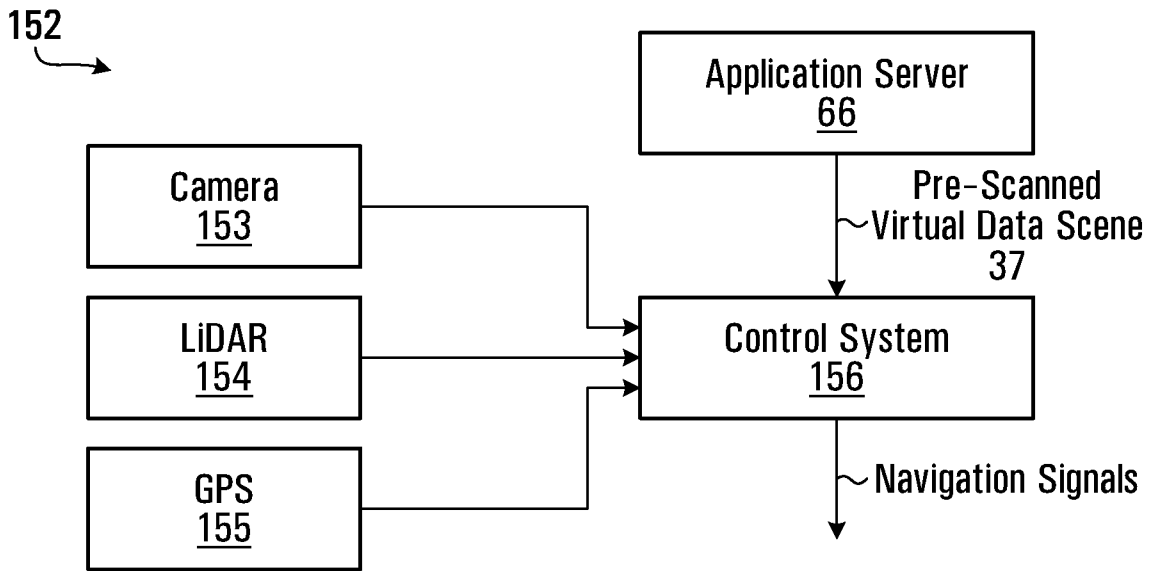 152
Application Server
66
Camera
153
Pre-Scanned
Virtual Data Scene
37
LiDAR
154
Control System
156
GPS
155
Navigation Signals